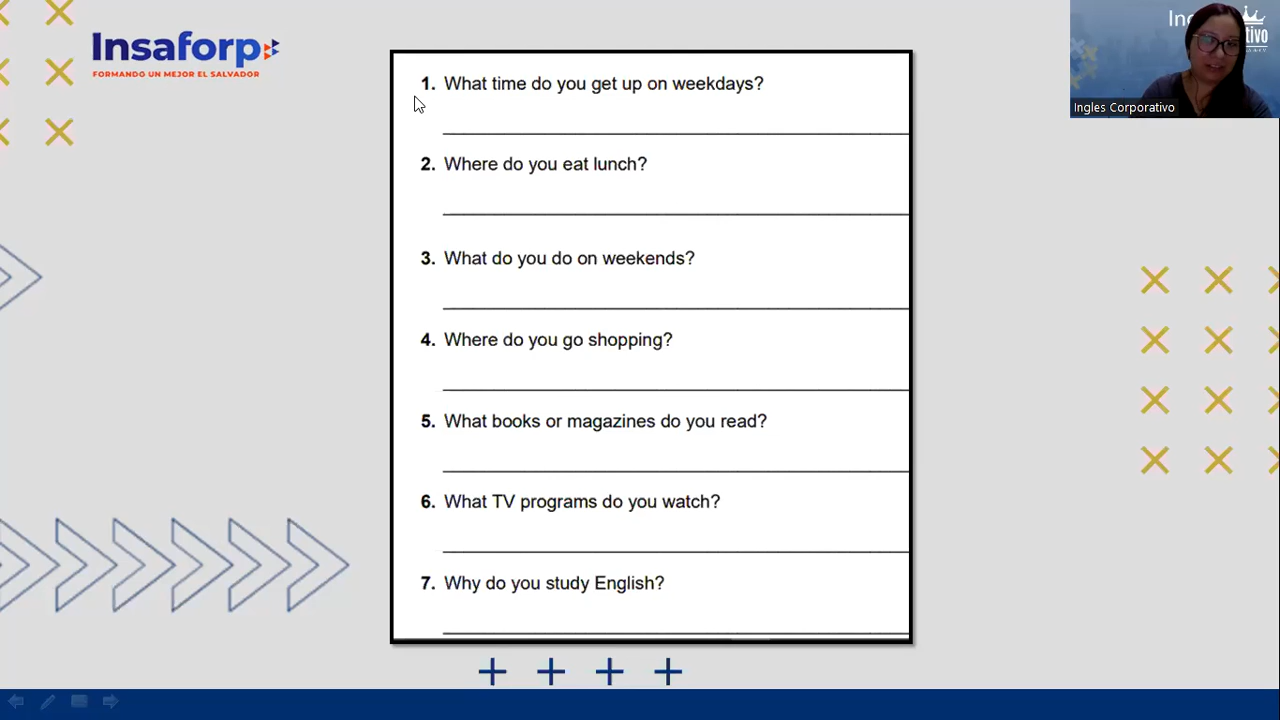 Insaforp
FORMANDO UN MEJOR EL SALVADOR
1. What time do you get up on weekdays?
2. Where do you eat lunch?
3. What do you do on weekends?
4. Where do you go shopping?
5. What books or magazines do you read?
6. What TV programs do you watch?
7. Why do you study English?
Ingles Corporativo